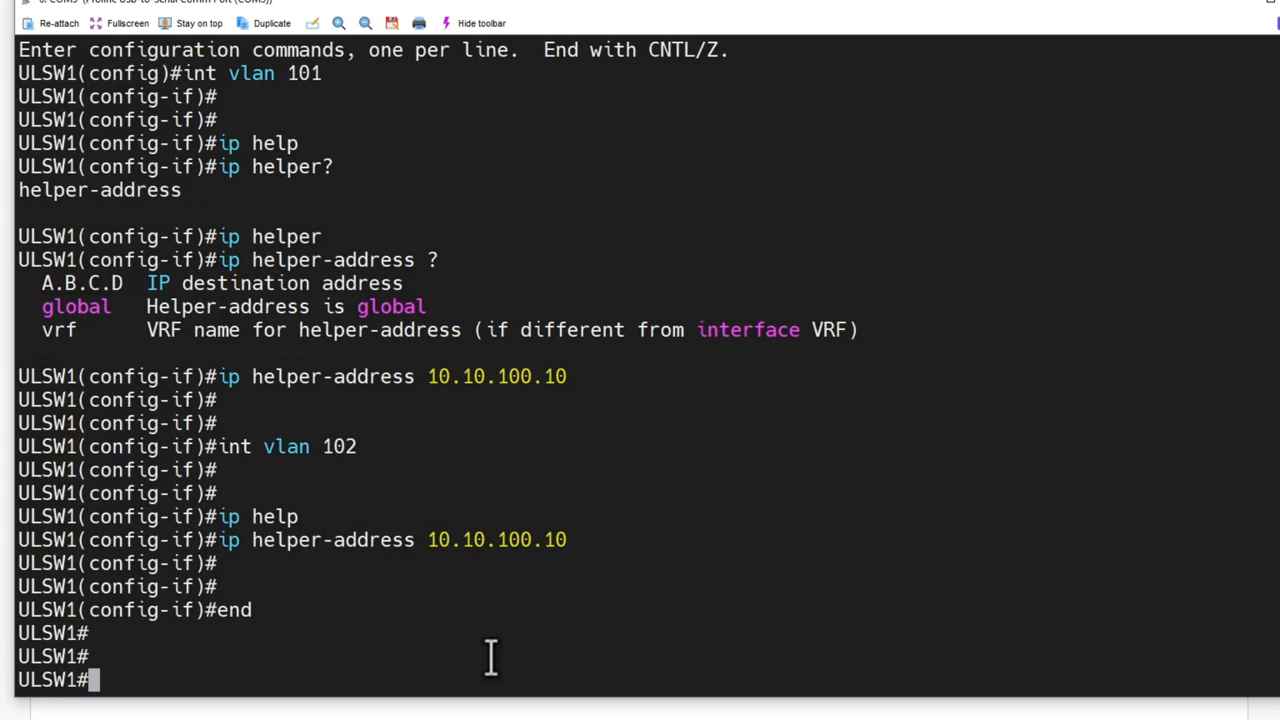 Re-attach Fullscreen Stay on top Duplicate Hide toolbar
Enter configuration commands, one per line.  End with CNTL/Z.
ULSW1(config)#int vlan 101
ULSW1(config-if)#
ULSW1(config-if)#
ULSW1(config-if)#ip help
ULSW1(config-if)#ip helper?
helper-address
ULSW1(config-if)#ip helper
ULSW1(config-if)#ip helper-address ?
A.B.C.D  IP destination address
global   Helper-address is global
vrf      VRF name for helper-address (if different from interface VRF)
ULSW1(config-if)#ip helper-address 10.10.100.10
ULSW1(config-if)#
ULSW1(config-if)#
ULSW1(config-if)#int vlan 102
ULSW1(config-if)#
ULSW1(config-if)#
ULSW1(config-if)#ip help
ULSW1(config-if)#ip helper-address 10.10.100.10
ULSW1(config-if)#
ULSW1(config-if)#
ULSW1(config-if)#end
ULSW1#
ULSW1#
ULSW1#